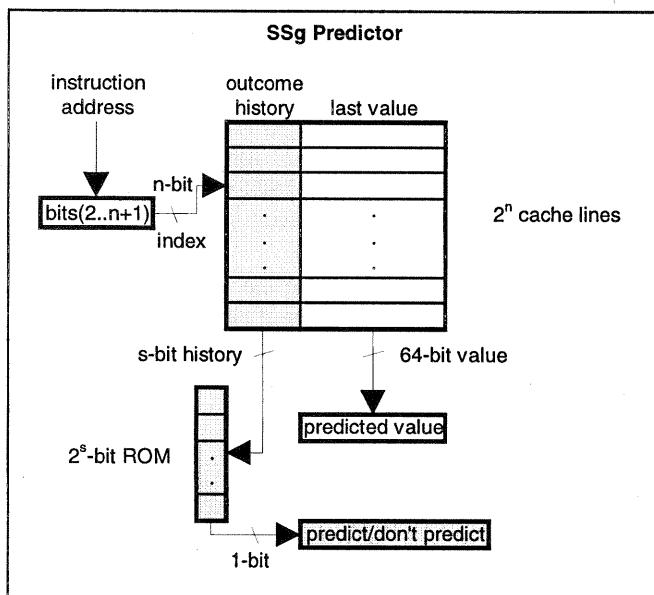 SSg Predictor
instruction
address
outcome
history
last value
n-bit
bits(2..n+1)
index
2ⁿ cache lines
s-bit history
64-bit value
predicted value
2ˢ-bit ROM
predict/don't predict
1-bit